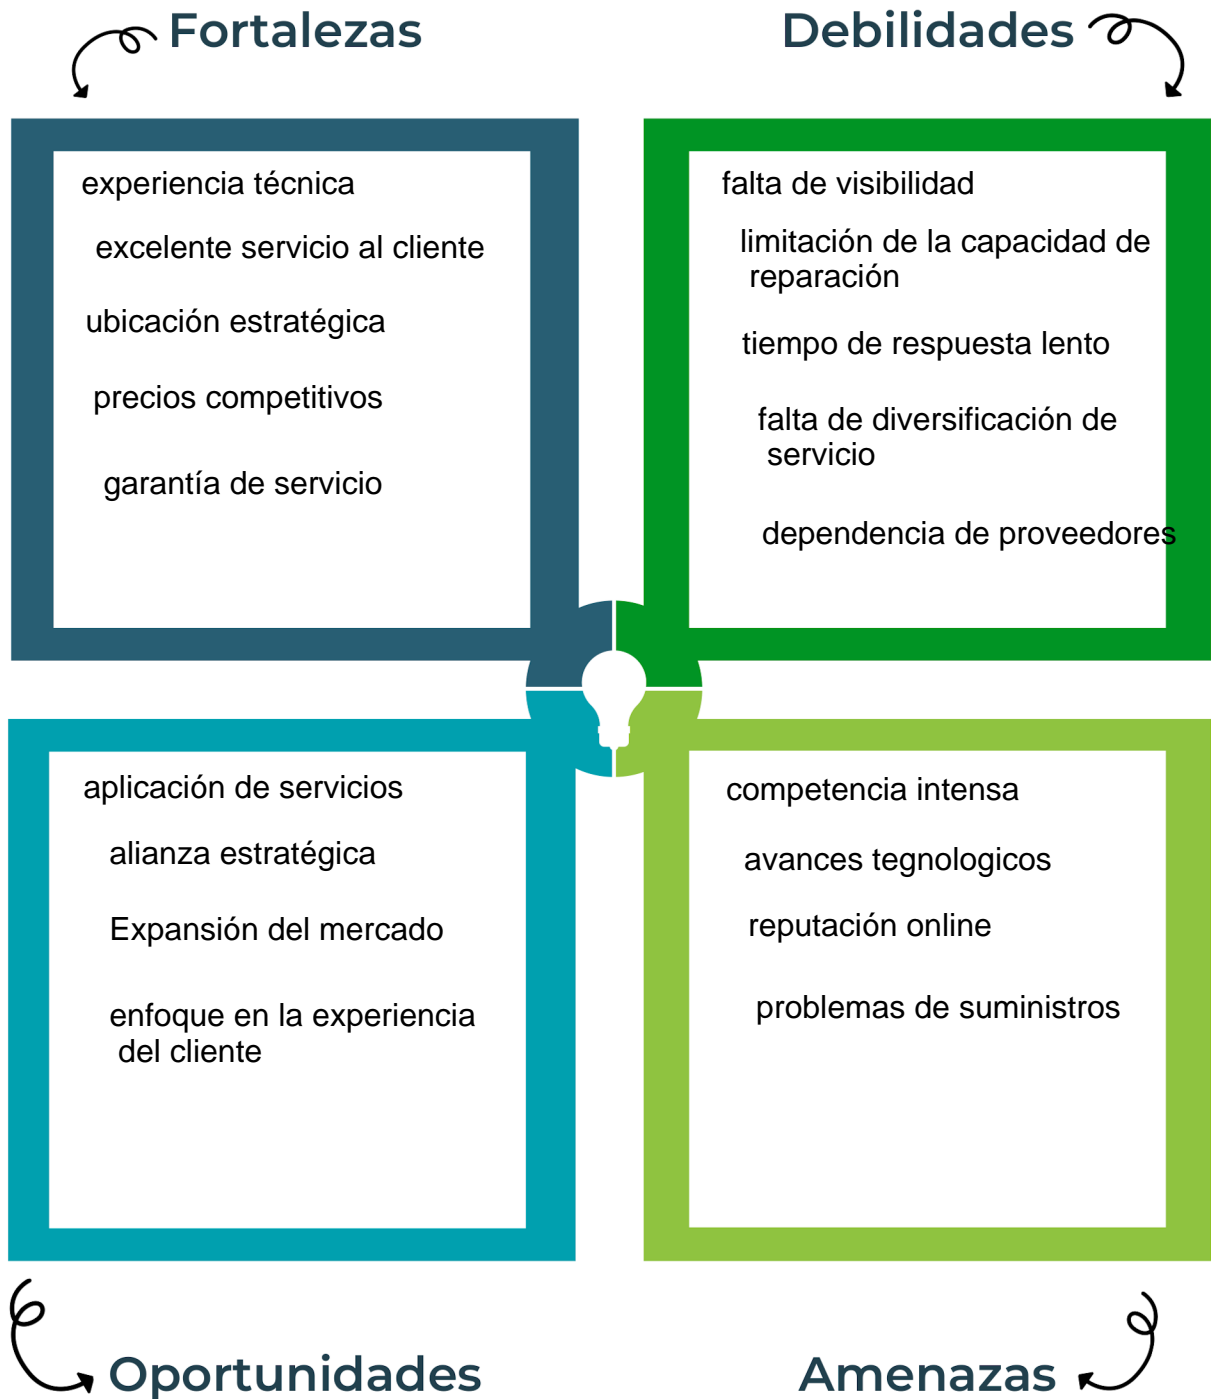 Fortalezas
experiencia técnica
excelente servicio al cliente
ubicación estratégica
precios competitivos
garantía de servicio
Debilidades
falta de visibilidad
limitación de la capacidad de
reparación
tiempo de respuesta lento
falta de diversificación de
servicio
dependencia de proveedores
aplicación de servicios
alianza estratégica
Expansión del mercado
enfoque en la experiencia
del cliente
Oportunidades
competencia intensa
avances tegnologicos
reputación online
problemas de suministros
Amenazas